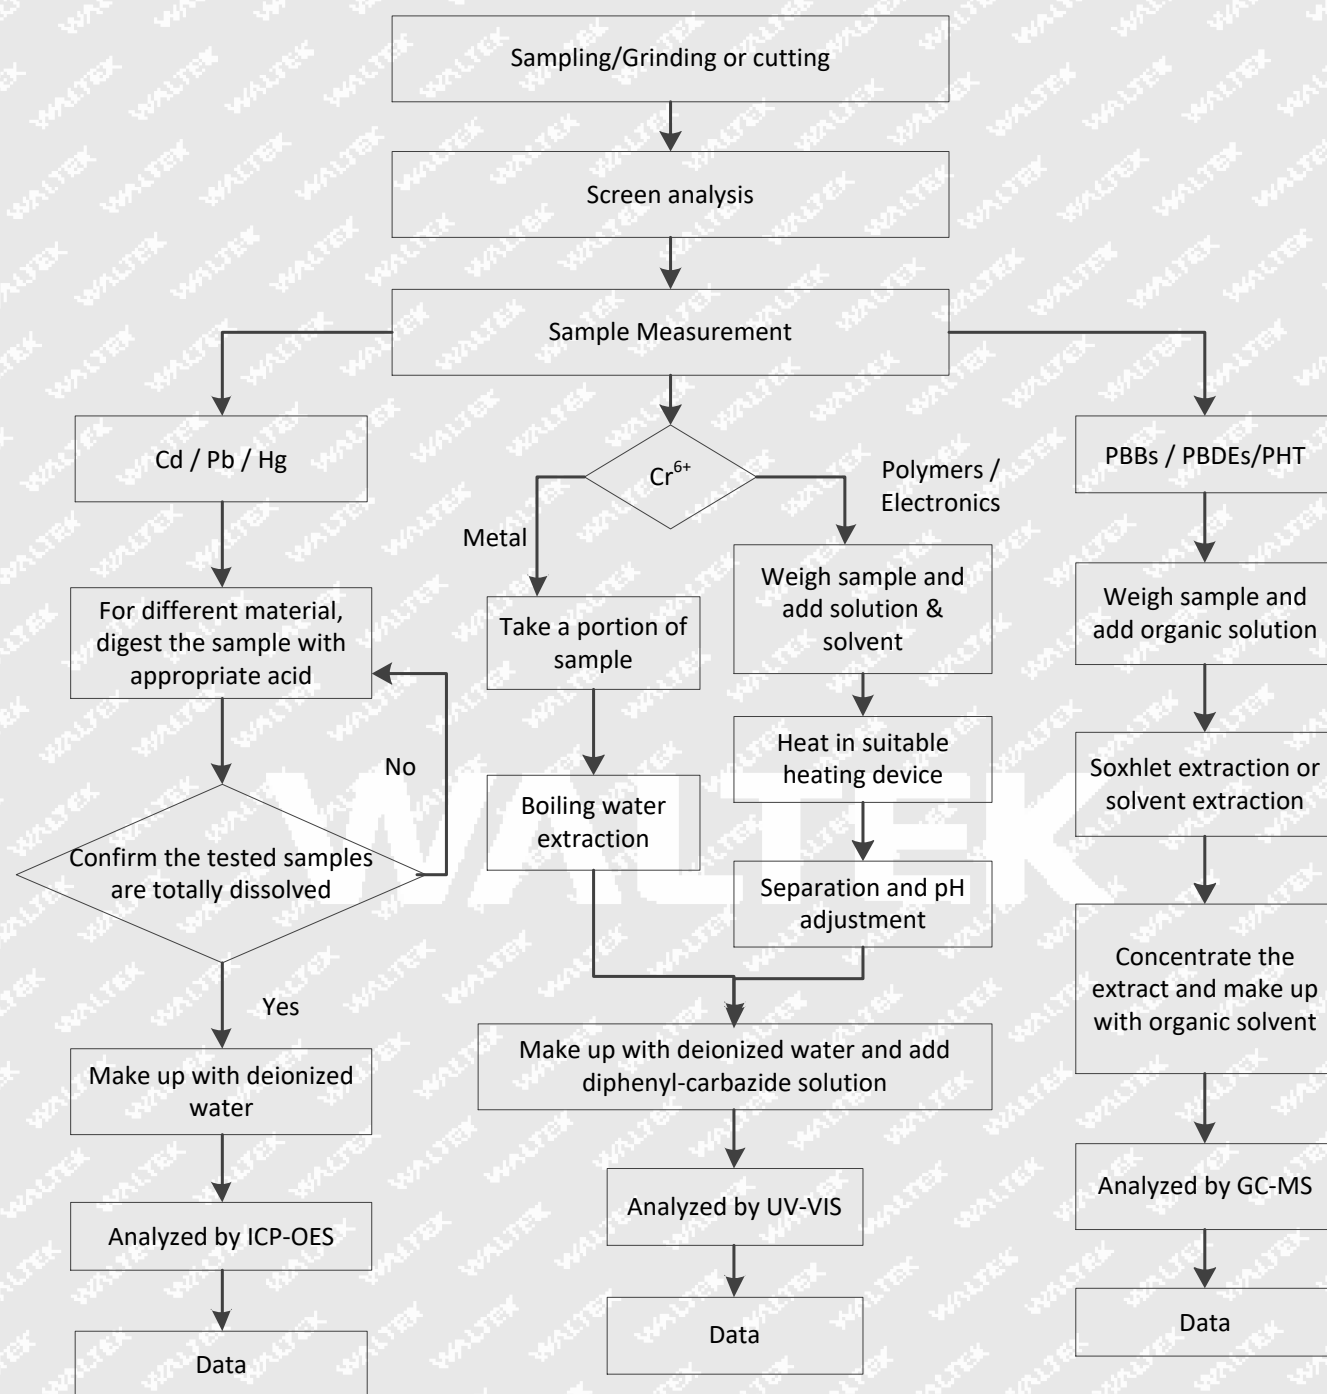 Sampling/Grinding or cutting
Screen analysis
Sample Measurement
Cd / Pb / Hg
For different material,
digest the sample with
appropriate acid
No
Confirm the tested samples
are totally dissolved
Yes
Make up with deionized
water
Analyzed by ICP-OES
Data
Cr⁶⁺
Metal
Take a portion of
sample
Boiling water
extraction
Polymers /
Electronics
Weigh sample and
add solution &
solvent
Heat in suitable
heating device
Separation and pH
adjustment
Make up with deionized water and add
diphenyl-carbazide solution
Analyzed by UV-VIS
Data
PBBs / PBDEs/PHT
Weigh sample and
add organic solution
Soxhlet extraction or
solvent extraction
Concentrate the
extract and make up
with organic solvent
Analyzed by GC-MS
Data
WALTEK